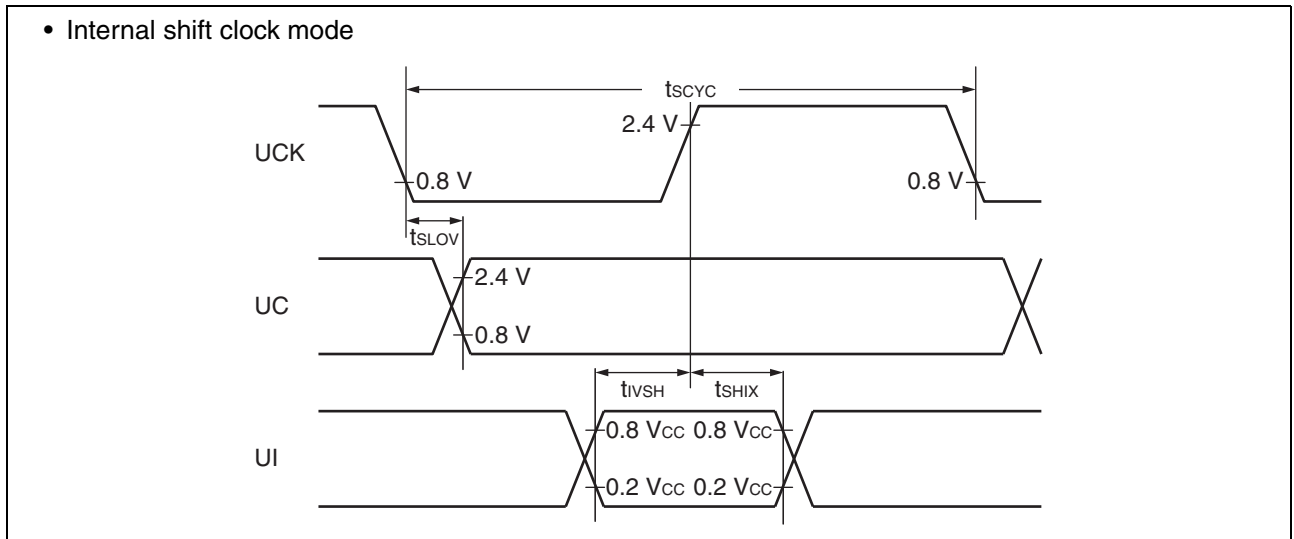 • Internal shift clock mode
tSCYC
2.4 V
UCK
0.8 V
0.8 V
tSLOV
2.4 V
UC
0.8 V
tIVSH
tSHIX
0.8 VCC 0.8 VCC
UI
0.2 VCC 0.2 VCC